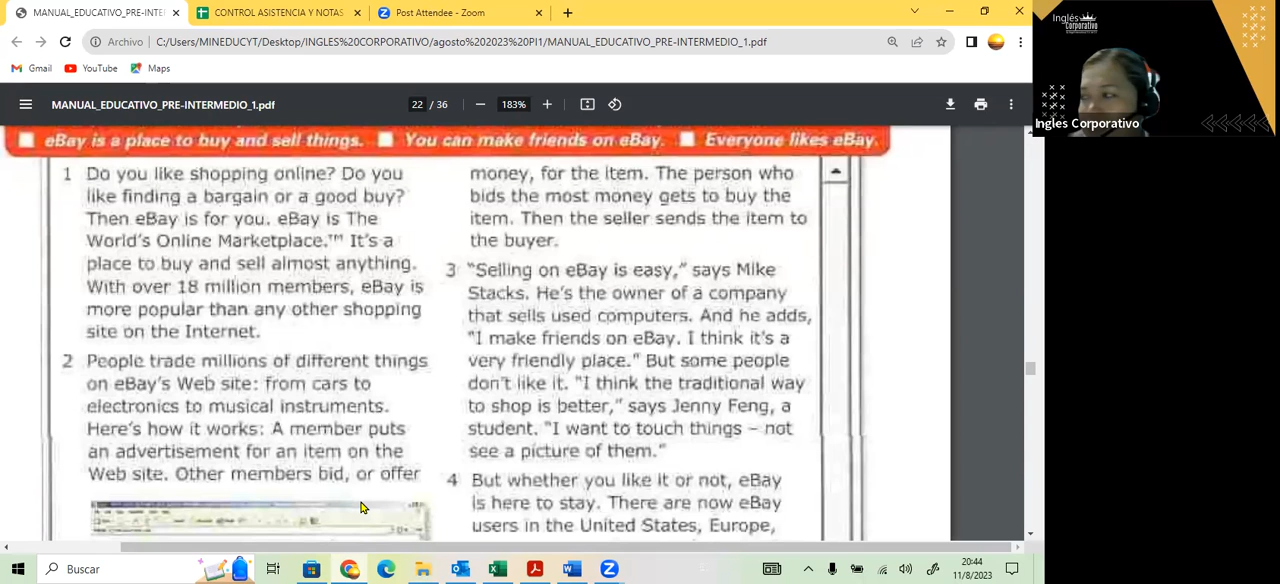 MANUAL_EDUCATIVO_PRE-INTER
CONTROL ASISTENCIA Y NOTAS
Post Attendee - Zoom
Archivo
C:/Users/MINEDUCYT/Desktop/INGLES%20CORPORATIVO/agosto%202023%20PI1/MANUAL_EDUCATIVO_PRE-INTERMEDIO_1.pdf
Gmail
YouTube
Maps
MANUAL_EDUCATIVO_PRE-INTERMEDIO_1.pdf
22 / 36
183%
eBay is a place to buy and sell things.
You can make friends on eBay.
Everyone likes eBay.
1 Do you like shopping online? Do you
like finding a bargain or a good buy?
Then eBay is for you. eBay is The
World's Online Marketplace.™ It's a
place to buy and sell almost anything.
With over 18 million members, eBay is
more popular than any other shopping
site on the Internet.
2 People trade millions of different things
on eBay's Web site: from cars to
electronics to musical instruments.
Here's how it works: A member puts
an advertisement for an item on the
Web site. Other members bid, or offer
money, for the item. The person who
bids the most money gets to buy the
item. Then the seller sends the item to
the buyer.
3 "Selling on eBay is easy," says Mike
Stacks. He's the owner of a company
that sells used computers. And he adds,
"I make friends on eBay. I think it's a
very friendly place." But some people
don't like it. "I think the traditional way
to shop is better," says Jenny Feng, a
student. "I want to touch things – not
see a picture of them."
4 But whether you like it or not, eBay
is here to stay. There are now eBay
users in the United States, Europe,
Inglés
Corporativo
Ingles Corporativo
Buscar
20:44
11/8/2023